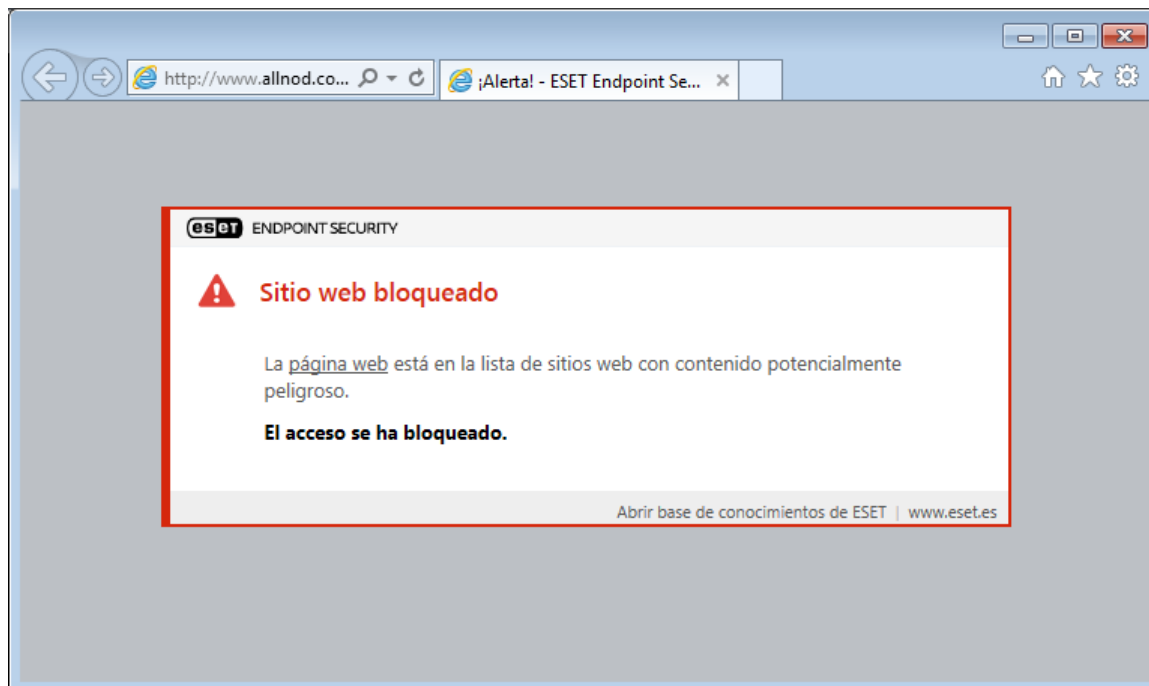 http://www.allnod.co...
¡Alerta! - ESET Endpoint Se...
eseT ENDPOINT SECURITY
Sitio web bloqueado
La página web está en la lista de sitios web con contenido potencialmente
peligroso.
El acceso se ha bloqueado.
Abrir base de conocimientos de ESET | www.eset.es